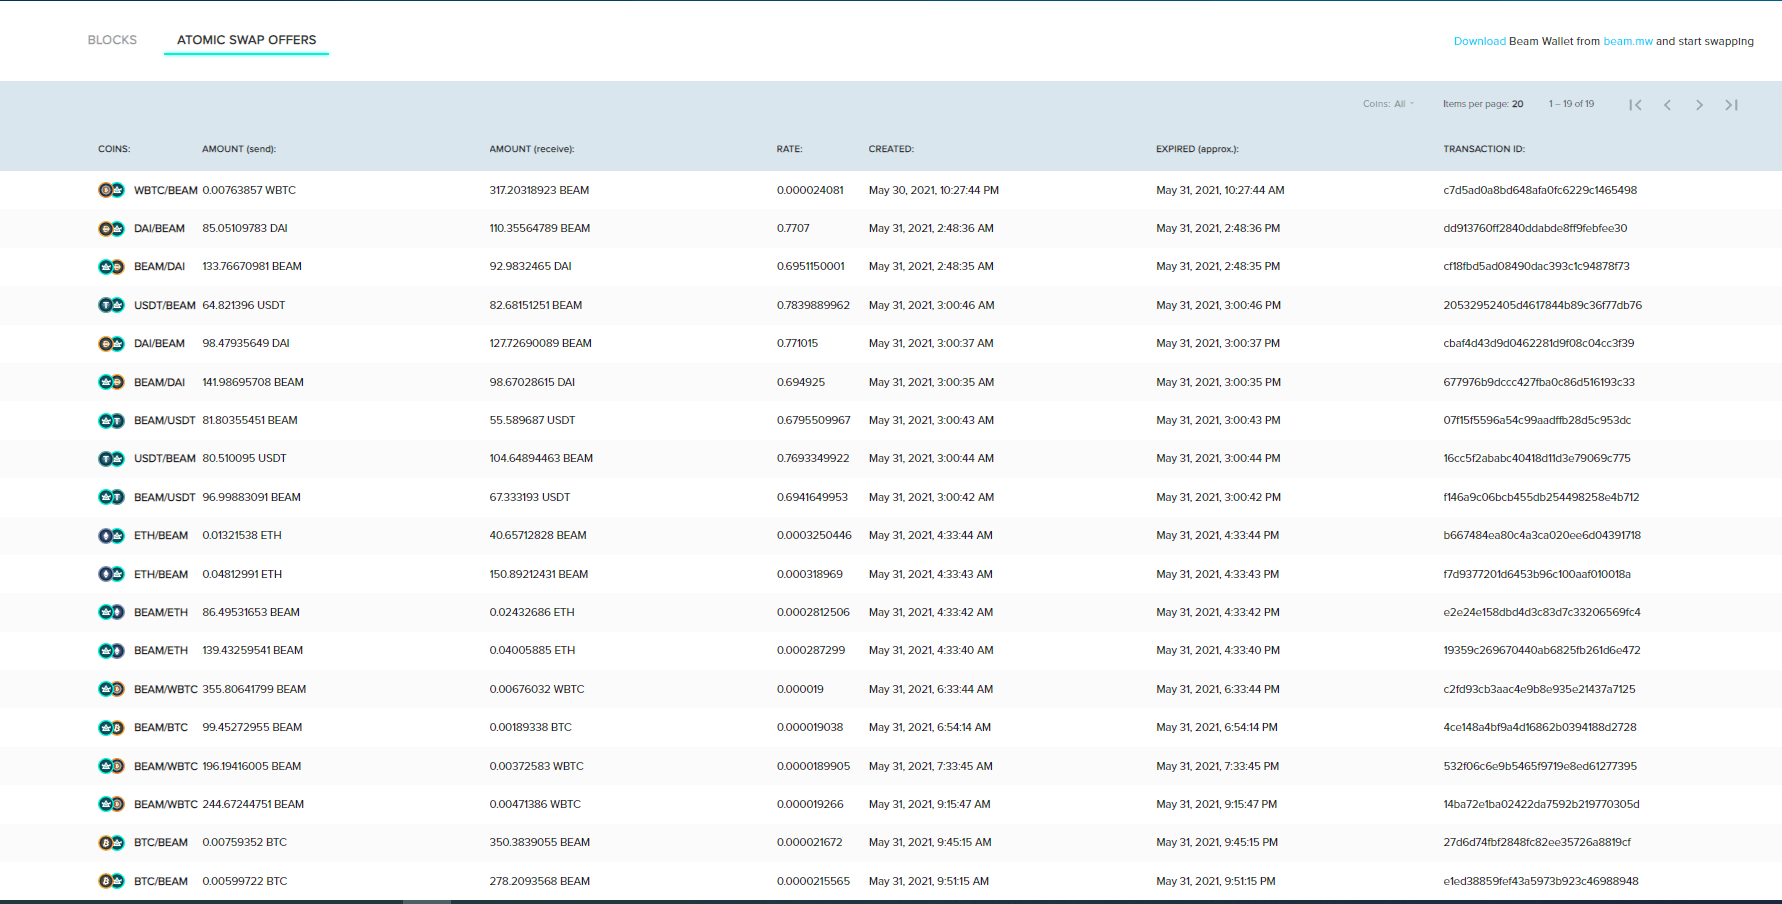 BLOCKS ATOMIC SWAP OFFERS Download Beam Wallet from beam.mw and start swapping
Coins: All Items per page: 20 1 – 19 of 19
COINS: AMOUNT (send): AMOUNT (receive): RATE: CREATED: EXPIRED (approx.): TRANSACTION ID:
WBTC/BEAM 0.00763857 WBTC 317.20318923 BEAM 0.000024081 May 30, 2021, 10:27:44 PM May 31, 2021, 10:27:44 AM c7d5ad0a8bd648afa0fc6229c1465498
DAI/BEAM 85.05109783 DAI 110.35564789 BEAM 0.7707 May 31, 2021, 2:48:36 AM May 31, 2021, 2:48:36 PM dd913760ff2840ddabde8ff9febfee30
BEAM/DAI 133.76670981 BEAM 92.9832465 DAI 0.6951150001 May 31, 2021, 2:48:35 AM May 31, 2021, 2:48:35 PM cf18fbd5ad08490dac393c1c94878f73
USDT/BEAM 64.821396 USDT 82.68151251 BEAM 0.7839889962 May 31, 2021, 3:00:46 AM May 31, 2021, 3:00:46 PM 20532952405d4617844b89c36f77db76
DAI/BEAM 98.47935649 DAI 127.72690089 BEAM 0.771015 May 31, 2021, 3:00:37 AM May 31, 2021, 3:00:37 PM cbaf4d43d9d0462281d9f08c04cc3f39
BEAM/DAI 141.98695708 BEAM 98.67028615 DAI 0.694925 May 31, 2021, 3:00:35 AM May 31, 2021, 3:00:35 PM 677976b9dccc427fba0c86d516193c33
BEAM/USDT 81.80355451 BEAM 55.589687 USDT 0.6795509967 May 31, 2021, 3:00:43 AM May 31, 2021, 3:00:43 PM 07f15f5596a54c99aadffb28d5c953dc
USDT/BEAM 80.510095 USDT 104.64894463 BEAM 0.7693349922 May 31, 2021, 3:00:44 AM May 31, 2021, 3:00:44 PM 16cc5f2ababc40418d11d3e79069c775
BEAM/USDT 96.99883091 BEAM 67.333193 USDT 0.6941649953 May 31, 2021, 3:00:42 AM May 31, 2021, 3:00:42 PM f146a9c06bcb455db254498258e4b712
ETH/BEAM 0.01321538 ETH 40.65712828 BEAM 0.0003250446 May 31, 2021, 4:33:44 AM May 31, 2021, 4:33:44 PM b667484ea80c4a3ca020ee6d04391718
ETH/BEAM 0.04812991 ETH 150.89212431 BEAM 0.000318969 May 31, 2021, 4:33:43 AM May 31, 2021, 4:33:43 PM f7d9377201d6453b96c100aaf010018a
BEAM/ETH 86.49531653 BEAM 0.02432686 ETH 0.0002812506 May 31, 2021, 4:33:42 AM May 31, 2021, 4:33:42 PM e2e24e158dbd4d3c83d7c33206569fc4
BEAM/ETH 139.43259541 BEAM 0.04005885 ETH 0.000287299 May 31, 2021, 4:33:40 AM May 31, 2021, 4:33:40 PM 19359c269670440ab6825fb261d6e472
BEAM/WBTC 355.80641799 BEAM 0.00676032 WBTC 0.000019 May 31, 2021, 6:33:44 AM May 31, 2021, 6:33:44 PM c2fd93cb3aac4e9b8e935e21437a7125
BEAM/BTC 99.45272955 BEAM 0.00189338 BTC 0.000019038 May 31, 2021, 6:54:14 AM May 31, 2021, 6:54:14 PM 4ce148a4bf9a4d16862b0394188d2728
BEAM/WBTC 196.19416005 BEAM 0.00372583 WBTC 0.0000189905 May 31, 2021, 7:33:45 AM May 31, 2021, 7:33:45 PM 532f06c6e9b5465f9719e8ed61277395
BEAM/WBTC 244.67244751 BEAM 0.00471386 WBTC 0.000019266 May 31, 2021, 9:15:47 AM May 31, 2021, 9:15:47 PM 14ba72e1ba02422da7592b219770305d
BTC/BEAM 0.00759352 BTC 350.3839055 BEAM 0.000021672 May 31, 2021, 9:45:15 AM May 31, 2021, 9:45:15 PM 27d6d74fbf2848fc82ee35726a8819cf
BTC/BEAM 0.00599722 BTC 278.2093568 BEAM 0.0000215565 May 31, 2021, 9:51:15 AM May 31, 2021, 9:51:15 PM e1ed38859fef43a5973b923c46988948